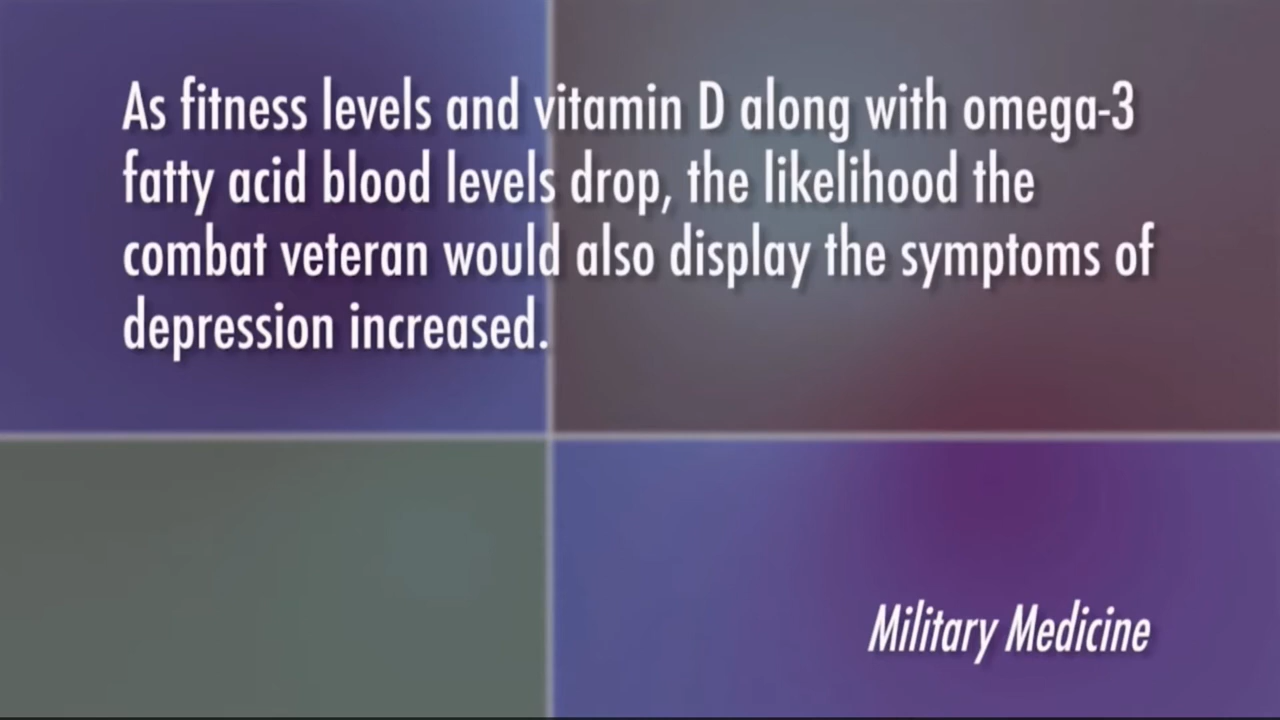 As fitness levels and vitamin D along with omega-3
fatty acid blood levels drop, the likelihood the
combat veteran would also display the symptoms of
depression increased.
Military Medicine